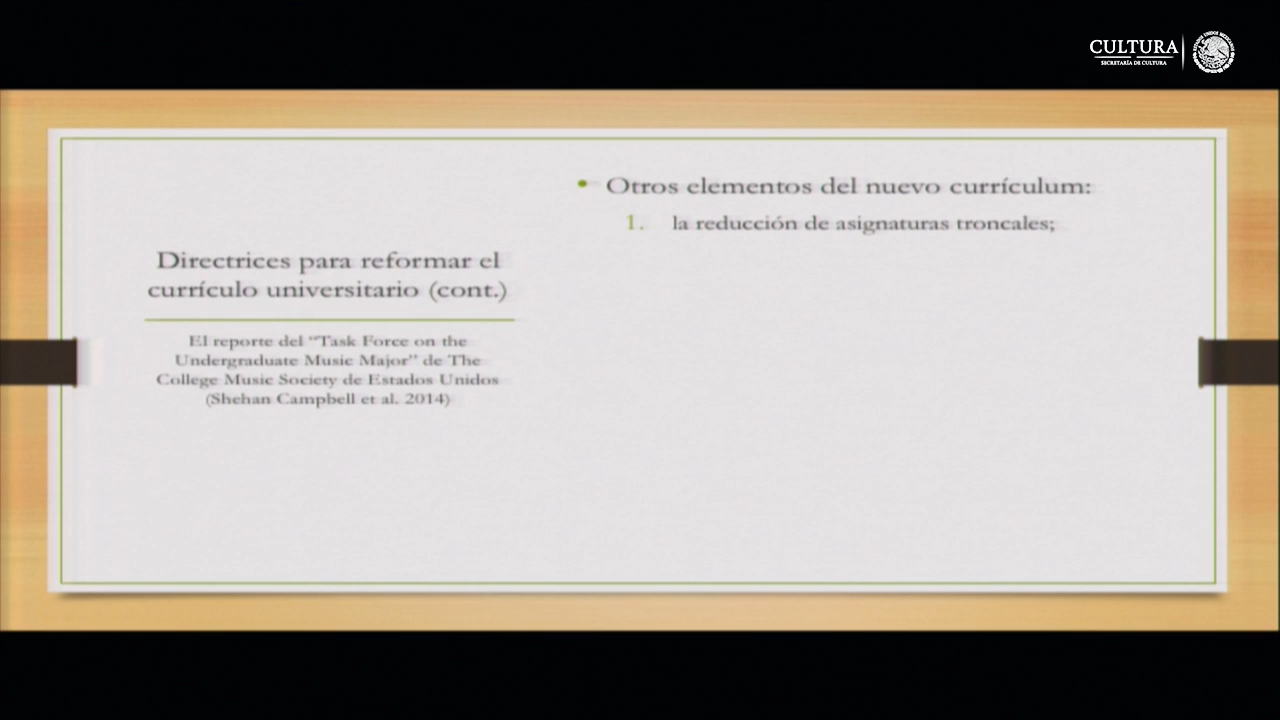 CULTURA
SECRETARÍA DE CULTURA
Directrices para reformar el
currículo universitario (cont.)
El reporte del “Task Force on the
Undergraduate Music Major” de The
College Music Society de Estados Unidos
(Shehan Campbell et al. 2014)
• Otros elementos del nuevo currículum:
1. la reducción de asignaturas troncales;